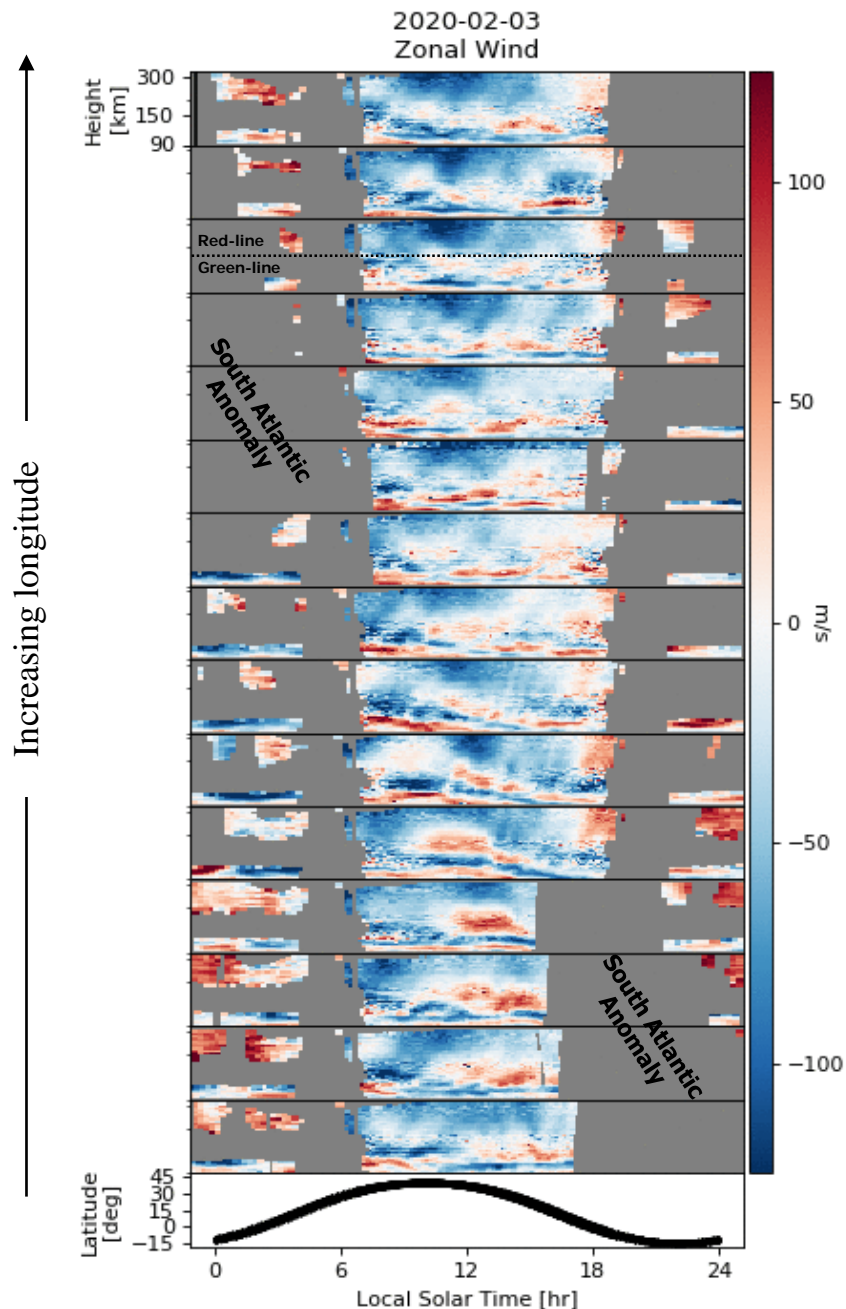 2020-02-03
Zonal Wind
Height
[km]
300
150
90
Red-line
Green-line
South Atlantic
Anomaly
South Atlantic
Anomaly
Increasing longitude
100
50
0
−50
−100
m/s
Latitude
[deg]
45
30
15
0
−15
0
6
12
18
24
Local Solar Time [hr]